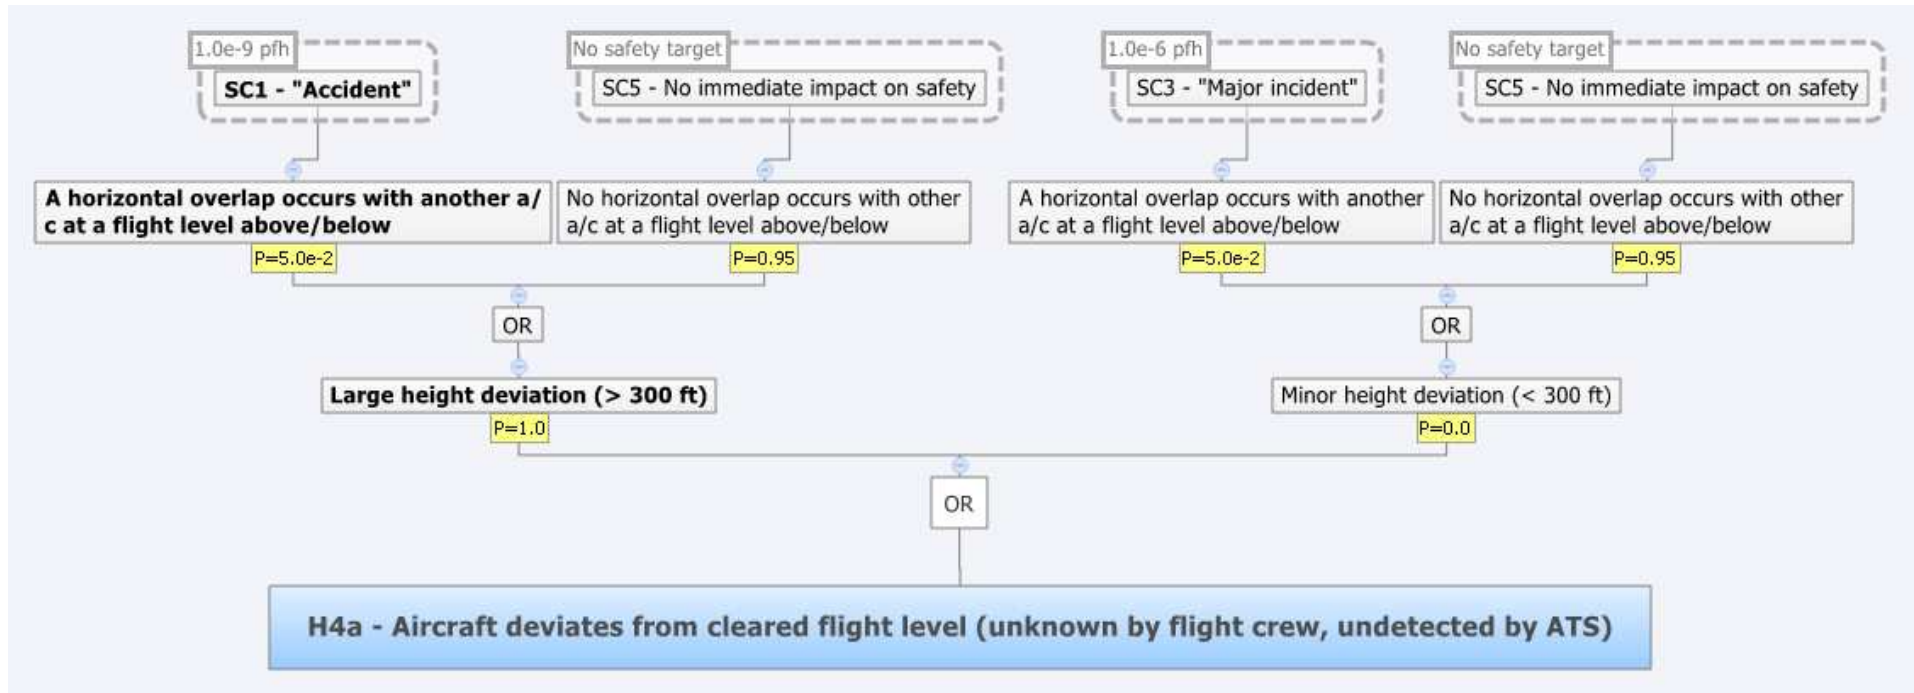 1.0e-9 pfh
No safety target
1.0e-6 pfh
No safety target
SC1 - "Accident"
SC5 - No immediate impact on safety
SC3 - "Major incident"
SC5 - No immediate impact on safety
A horizontal overlap occurs with another a/
c at a flight level above/below
P=5.0e-2
No horizontal overlap occurs with other
a/c at a flight level above/below
P=0.95
A horizontal overlap occurs with another
a/c at a flight level above/below
P=5.0e-2
No horizontal overlap occurs with other
a/c at a flight level above/below
P=0.95
OR
OR
Large height deviation (> 300 ft)
P=1.0
Minor height deviation (< 300 ft)
P=0.0
OR
H4a - Aircraft deviates from cleared flight level (unknown by flight crew, undetected by ATS)